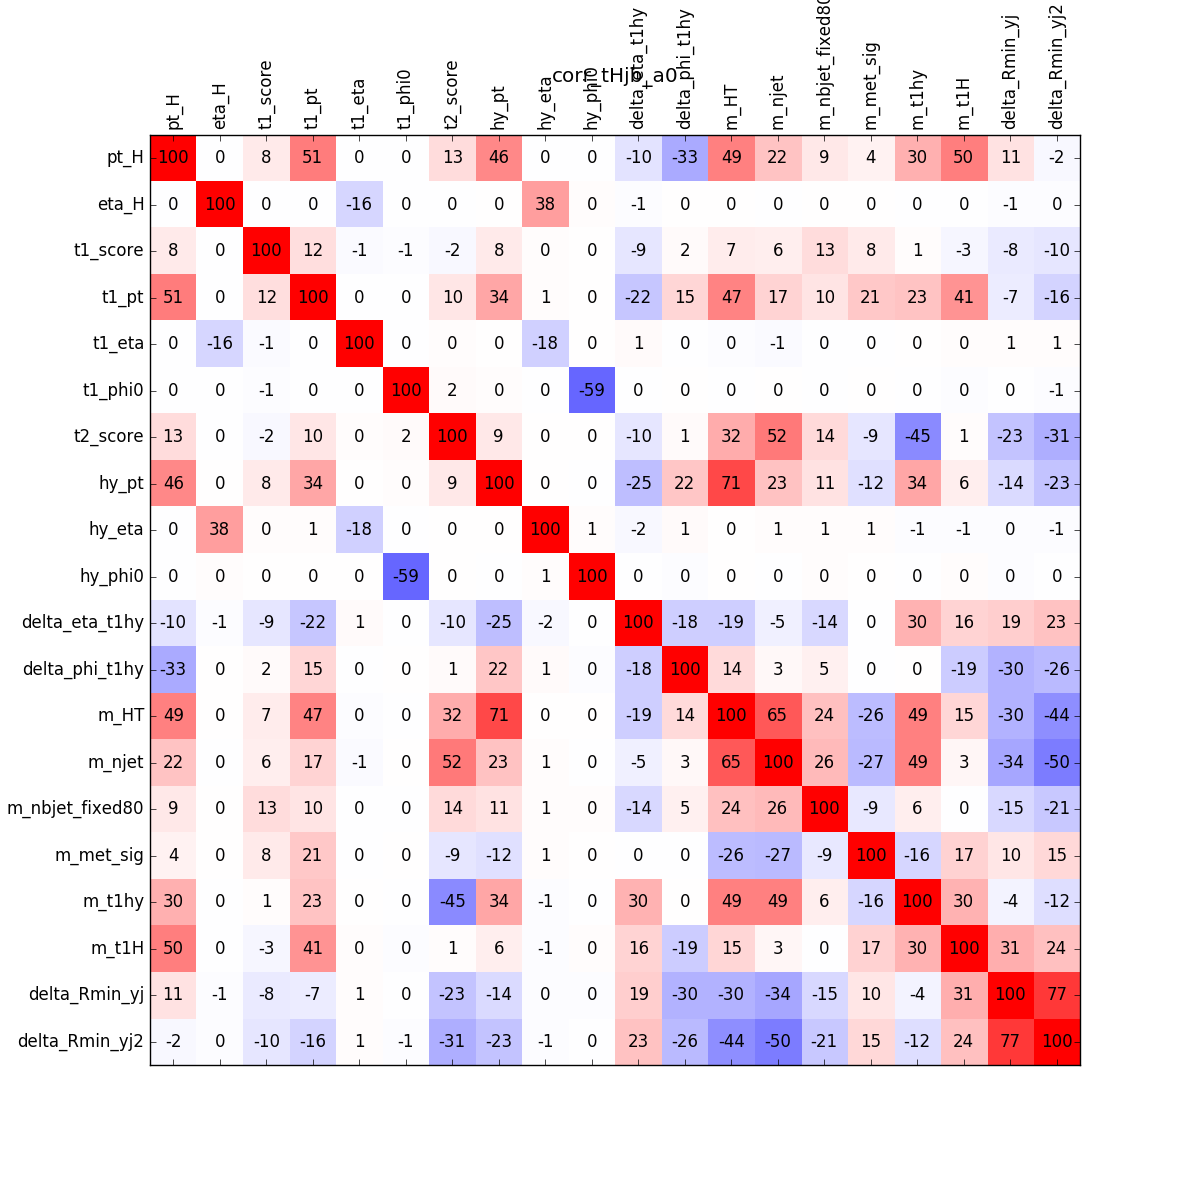 corr_tHjb_a0
pt_H eta_H t1_score t1_pt t1_eta t1_phi0 t2_score hy_pt hy_eta hy_phi0 delta_eta_t1hy delta_phi_t1hy m_HT m_njet m_nbjet_fixed80 m_met_sig m_t1hy m_t1H delta_Rmin_yj delta_Rmin_yj2
pt_H 100 0 8 51 0 0 13 46 0 0 -10 -33 49 22 9 4 30 50 11 -2
eta_H 0 100 0 0 -16 0 0 0 38 0 -1 0 0 0 0 0 0 0 -1 0
t1_score 8 0 100 12 -1 -1 -2 8 0 0 -9 2 7 6 13 8 1 -3 -8 -10
t1_pt 51 0 12 100 0 0 10 34 1 0 -22 15 47 17 10 21 23 41 -7 -16
t1_eta 0 -16 -1 0 100 0 0 0 -18 0 1 0 0 -1 0 0 0 0 1 1
t1_phi0 0 0 -1 0 0 100 2 0 0 -59 0 0 0 0 0 0 0 0 0 -1
t2_score 13 0 -2 10 0 2 100 9 0 0 -10 1 32 52 14 -9 -45 1 -23 -31
hy_pt 46 0 8 34 0 0 9 100 0 0 -25 22 71 23 11 -12 34 6 -14 -23
hy_eta 0 38 0 1 -18 0 0 0 100 1 -2 1 0 1 1 1 -1 -1 0 -1
hy_phi0 0 0 0 0 0 -59 0 0 1 100 0 0 0 0 0 0 0 0 0 0
delta_eta_t1hy -10 -1 -9 -22 1 0 -10 -25 -2 0 100 -18 -19 -5 -14 0 30 16 19 23
delta_phi_t1hy -33 0 2 15 0 0 1 22 1 0 -18 100 14 3 5 0 0 -19 -30 -26
m_HT 49 0 7 47 0 0 32 71 0 0 -19 14 100 65 24 -26 49 15 -30 -44
m_njet 22 0 6 17 -1 0 52 23 1 0 -5 3 65 100 26 -27 49 3 -34 -50
m_nbjet_fixed80 9 0 13 10 0 0 14 11 1 0 -14 5 24 26 100 -9 6 0 -15 -21
m_met_sig 4 0 8 21 0 0 -9 -12 1 0 0 0 -26 -27 -9 100 -16 17 10 15
m_t1hy 30 0 1 23 0 0 -45 34 -1 0 30 0 49 49 6 -16 100 30 -4 -12
m_t1H 50 0 -3 41 0 0 1 6 -1 0 16 -19 15 3 0 17 30 100 31 24
delta_Rmin_yj 11 -1 -8 -7 1 0 -23 -14 0 0 19 -30 -30 -34 -15 10 -4 31 100 77
delta_Rmin_yj2 -2 0 -10 -16 1 -1 -31 -23 -1 0 23 -26 -44 -50 -21 15 -12 24 77 100